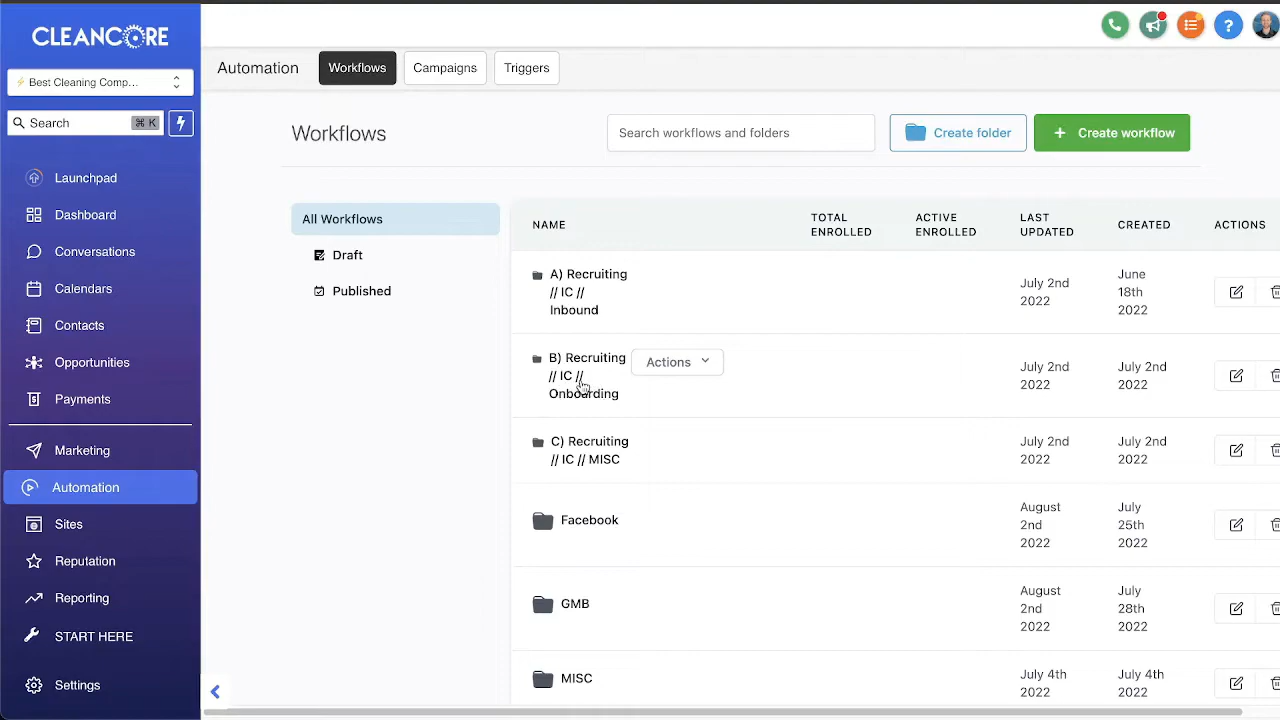 CLEANCORE
Best Cleaning Comp...
Search
⌘ K
Launchpad
Dashboard
Conversations
Calendars
Contacts
Opportunities
Payments
Marketing
Automation
Sites
Reputation
Reporting
START HERE
Settings
Automation
Workflows
Campaigns
Triggers
?
Workflows
Search workflows and folders
Create folder
+ Create workflow
All Workflows
Draft
Published
NAME
TOTAL
ENROLLED
ACTIVE
ENROLLED
LAST
UPDATED
CREATED
ACTIONS
A) Recruiting
// IC //
Inbound
July 2nd
2022
June
18th
2022
B) Recruiting
// IC //
Onboarding
Actions
July 2nd
2022
July 2nd
2022
C) Recruiting
// IC // MISC
July 2nd
2022
July 2nd
2022
Facebook
August
2nd
2022
July
25th
2022
GMB
August
2nd
2022
July
28th
2022
MISC
July 4th
2022
July 4th
2022